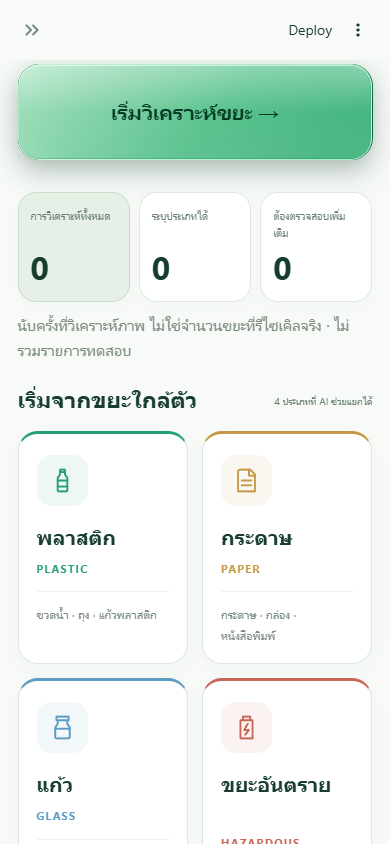 Deploy
เริ่มวิเคราะห์ขยะ →
การวิเคราะห์ทั้งหมด
0
ระบุประเภทได้
0
ต้องตรวจสอบเพิ่ม
เติม
0
นับครั้งที่วิเคราะห์ภาพ ไม่ใช่จำนวนขยะที่รีไซเคิลจริง · ไม่
รวมรายการทดสอบ
เริ่มจากขยะใกล้ตัว
4 ประเภทที่ AI ช่วยแยกได้
พลาสติก
PLASTIC
ขวดน้ำ · ถุง · แก้วพลาสติก
กระดาษ
PAPER
กระดาษ · กล่อง ·
หนังสือพิมพ์
แก้ว
GLASS
ขยะอันตราย
HAZARDOUS